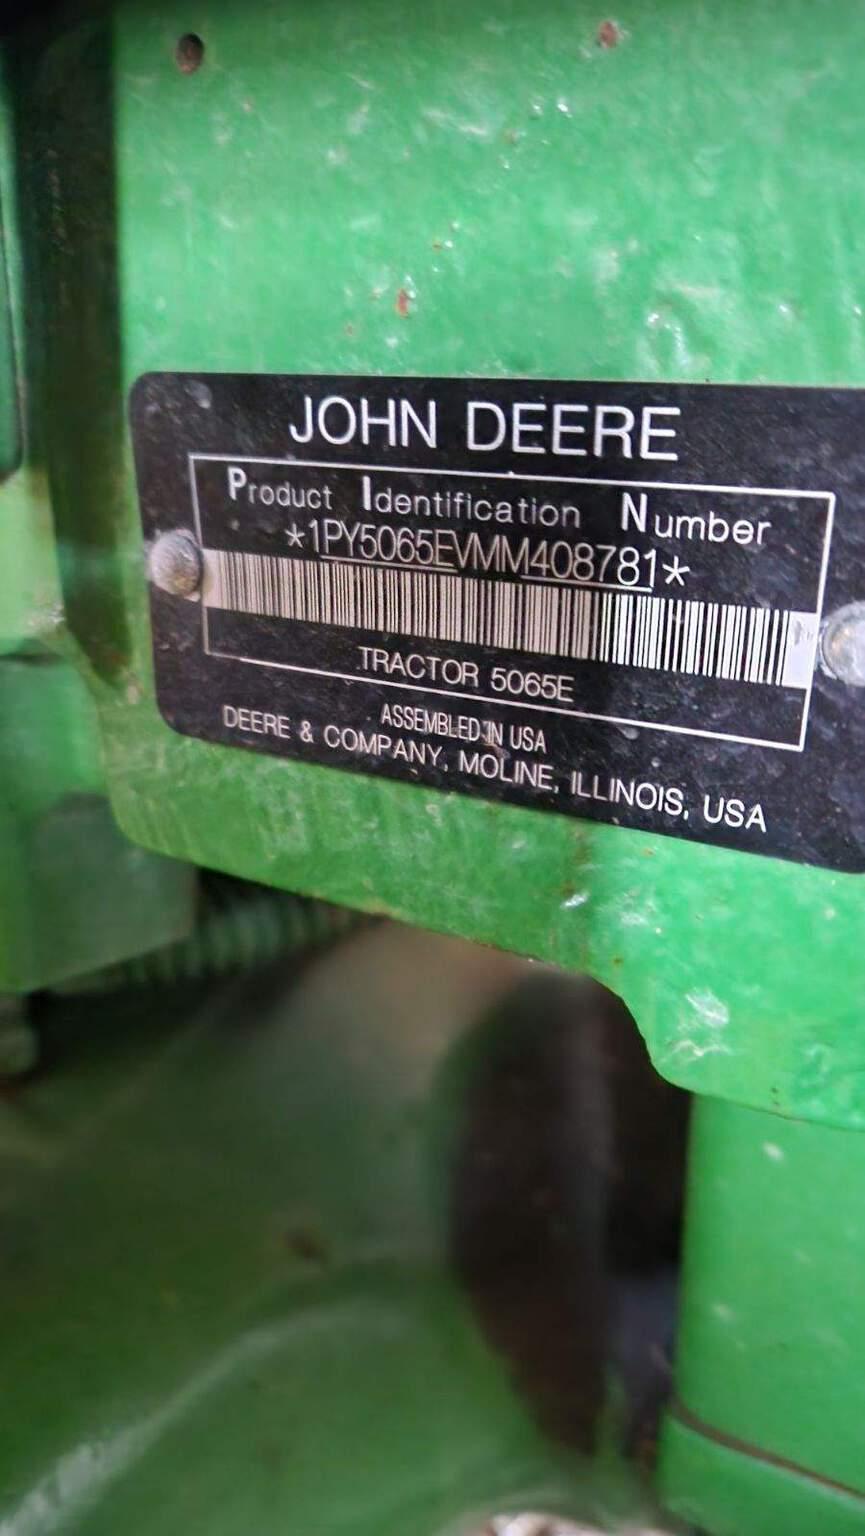 JOHN DEERE
Product Identification Number
*1PY5065EVMM408781*
TRACTOR 5065E
ASSEMBLED IN USA
DEERE & COMPANY, MOLINE, ILLINOIS, USA